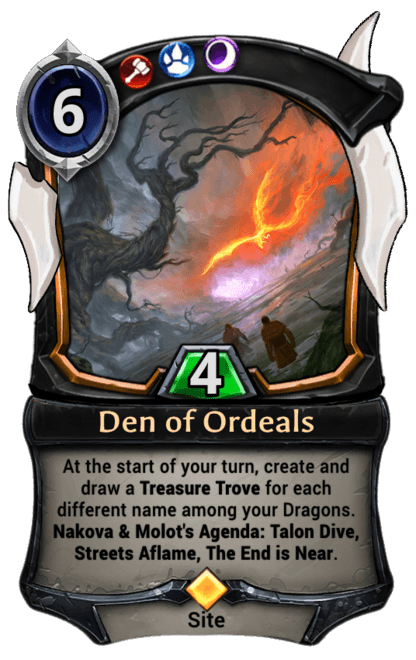 6
4
Den of Ordeals
At the start of your turn, create and
draw a Treasure Trove for each
different name among your Dragons.
Nakova & Molot's Agenda: Talon Dive,
Streets Aflame, The End is Near.
Site